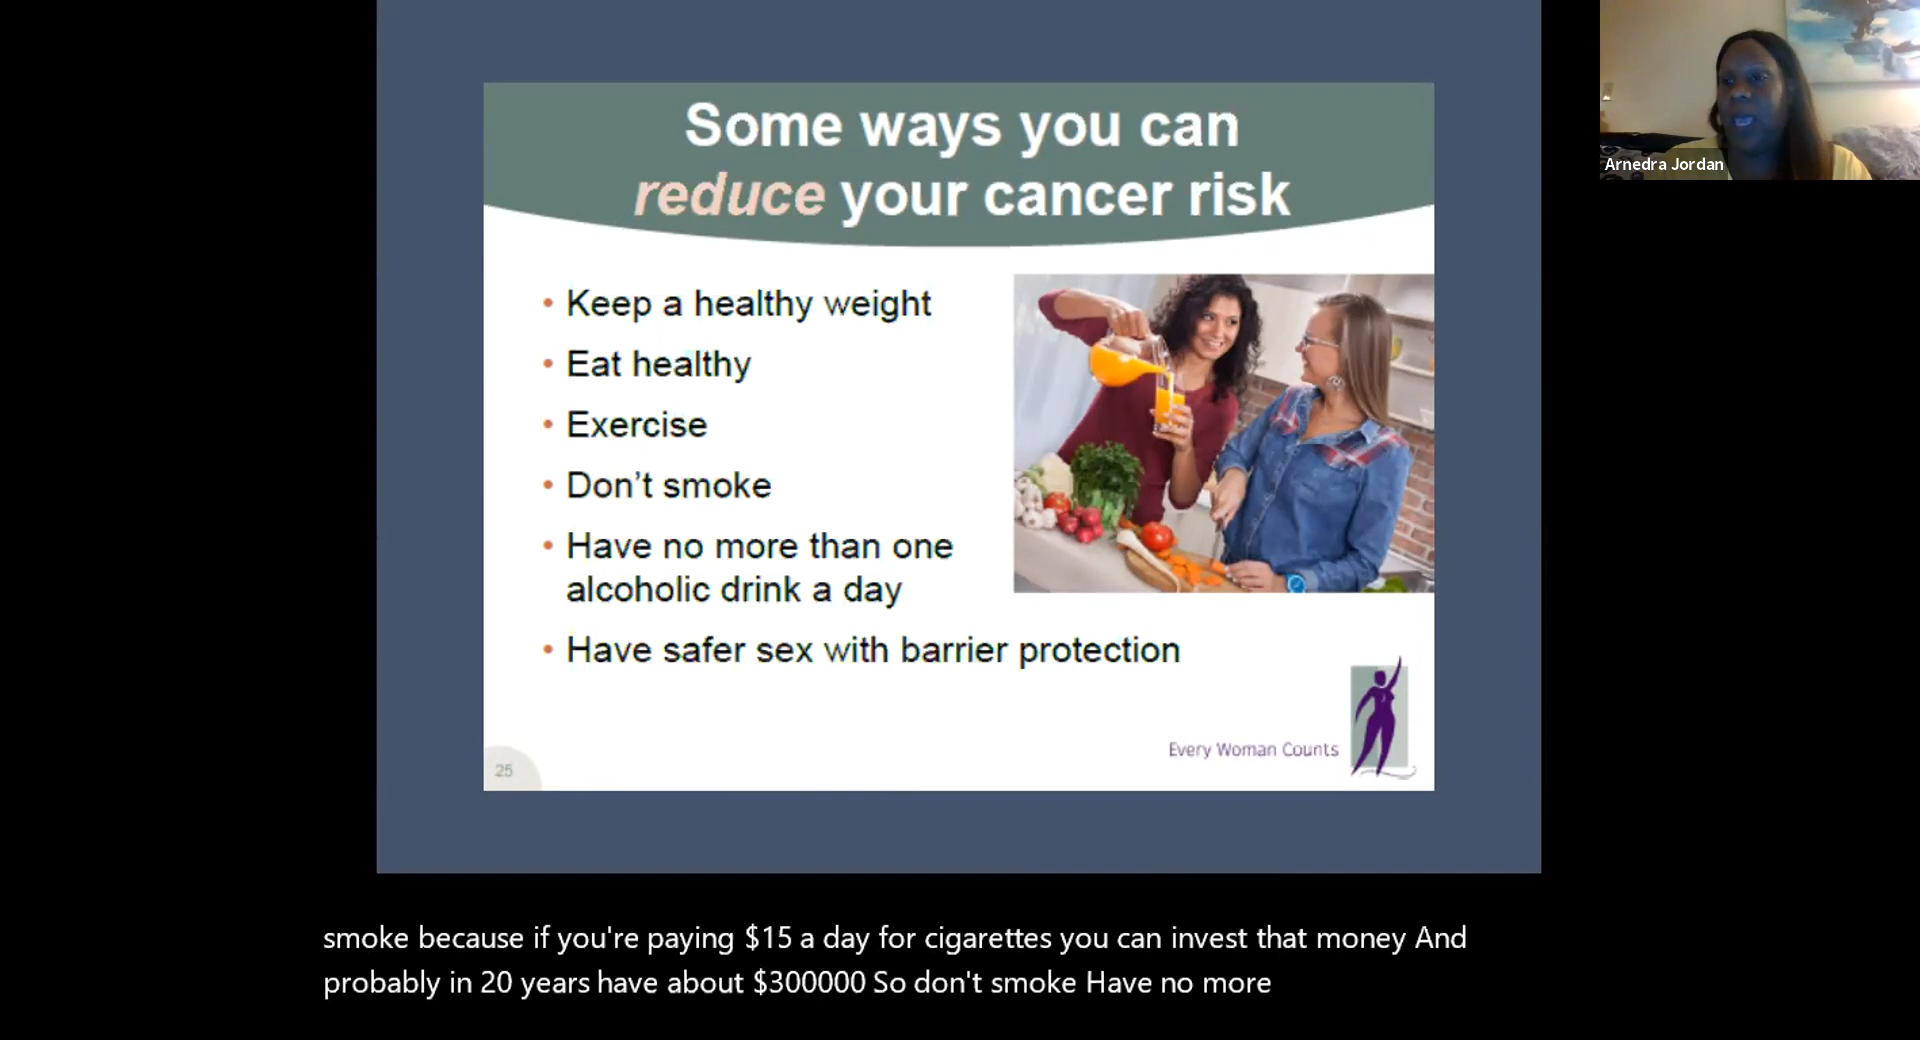 Some ways you can
reduce your cancer risk
• Keep a healthy weight
• Eat healthy
• Exercise
• Don’t smoke
• Have no more than one
alcoholic drink a day
• Have safer sex with barrier protection
Every Woman Counts
25
Arnedra Jordan
smoke because if you're paying $15 a day for cigarettes you can invest that money And
probably in 20 years have about $300000 So don't smoke Have no more